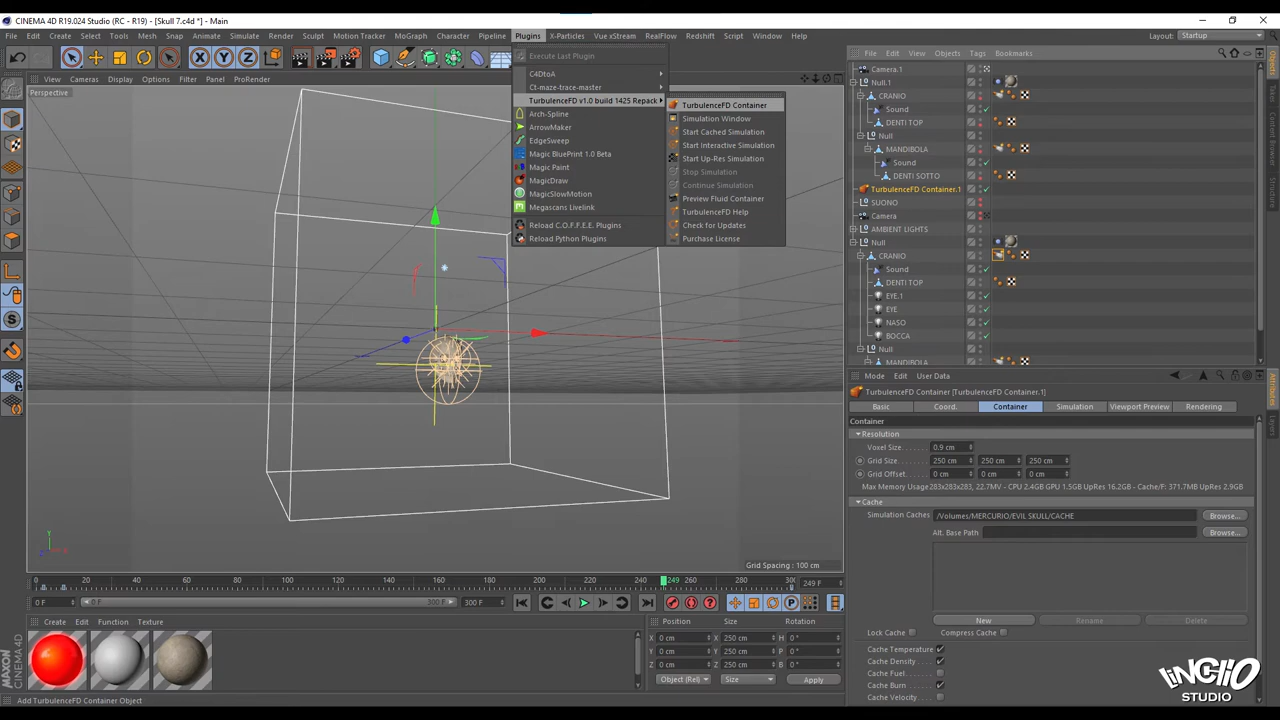 CINEMA 4D R19.024 Studio (RC - R19) - [Skull 7.c4d *] - Main
File Edit Create Select Tools Mesh Snap Animate Simulate Render Sculpt Motion Tracker MoGraph Character Pipeline Plugins X-Particles Vue xStream RealFlow Redshift Script Window Help
Layout: Startup
View Cameras Display Options Filter Panel ProRender
Perspective
Execute Last Plugin
C4DtoA
Ct-maze-trace-master
TurbulenceFD v1.0 build 1425 Repack
Arch-Spline
ArrowMaker
EdgeSweep
Magic BluePrint 1.0 Beta
Magic Paint
MagicDraw
MagicSlowMotion
Megascans Livelink
Reload C.O.F.F.E.E. Plugins
Reload Python Plugins
TurbulenceFD Container
Simulation Window
Start Cached Simulation
Start Interactive Simulation
Start Up-Res Simulation
Stop Simulation
Continue Simulation
Preview Fluid Container
TurbulenceFD Help
Check for Updates
Purchase License
File Edit View Objects Tags Bookmarks
Camera.1
Null.1
CRANIO
Sound
DENTI TOP
Null
MANDIBOLA
Sound
DENTI SOTTO
TurbulenceFD Container.1
SUONO
Camera
AMBIENT LIGHTS
Null
CRANIO
Sound
DENTI TOP
EYE.1
EYE
NASO
BOCCA
Null
MANDIBOLA
Objects
Takes
Content Browser
Structure
Mode Edit User Data
TurbulenceFD Container [TurbulenceFD Container.1]
Basic Coord. Container Simulation Viewport Preview Rendering
Container
Resolution
Voxel Size 0.9 cm
Grid Size 250 cm 250 cm 250 cm
Grid Offset 0 cm 0 cm 0 cm
Max Memory Usage 283x283x283, 22.7MV - CPU 2.4GB GPU 1.5GB UpRes 16.2GB - Cache/F: 371.7MB UpRes 2.9GB
Cache
Simulation Caches /Volumes/MERCURIO/EVIL SKULL/CACHE Browse...
Alt. Base Path Browse...
New Rename Delete
Lock Cache Compress Cache
Cache Temperature
Cache Density
Cache Fuel
Cache Burn
Cache Velocity
Attributes
Layers
Y
Grid Spacing : 100 cm
0 20 40 60 80 100 120 140 160 180 200 220 249 260 280 300 249 F
0 F 0 F 300 F 300 F
Create Edit Function Texture
Position Size Rotation
X 0 cm X 250 cm H 0 °
Y 0 cm Y 250 cm P 0 °
Z 0 cm Z 250 cm B 0 °
Object (Rel) Size Apply
MAXON
CINEMA 4D
Add TurbulenceFD Container Object
LINGIIO
STUDIO